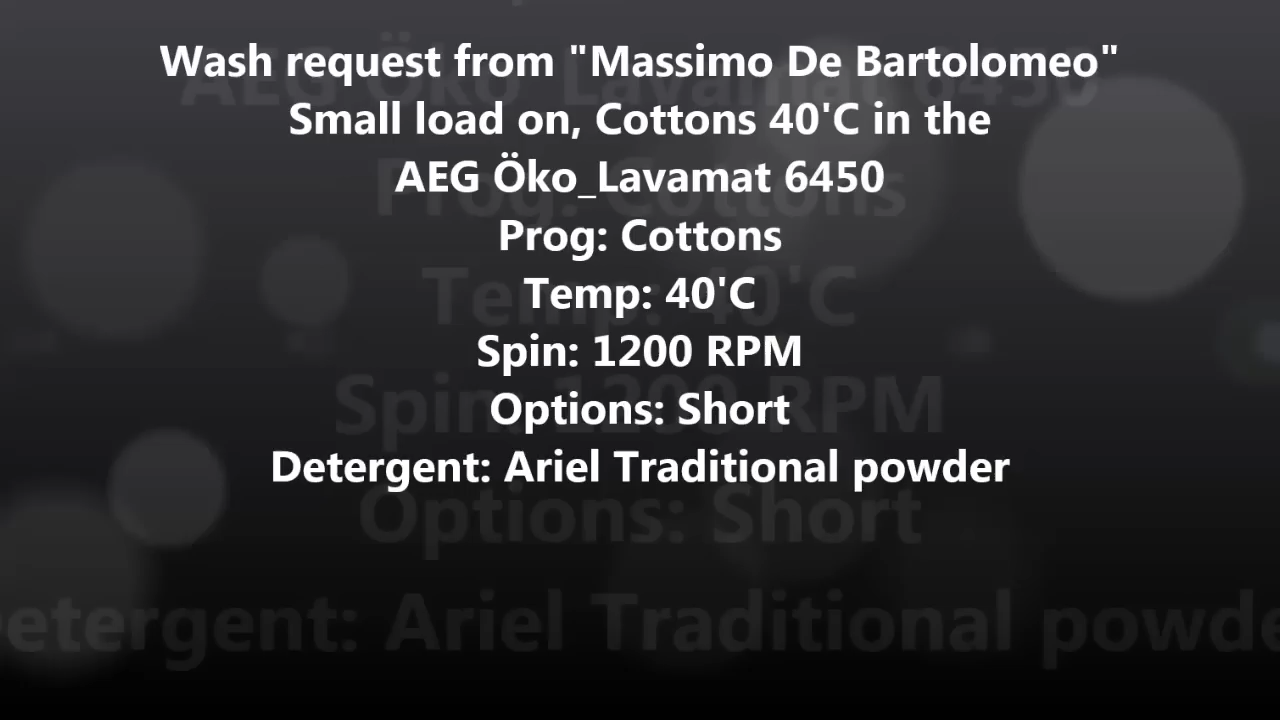 Wash request from "Massimo De Bartolomeo"
Small load on, Cottons 40'C in the
AEG Öko_Lavamat 6450
Prog: Cottons
Temp: 40'C
Spin: 1200 RPM
Options: Short
Detergent: Ariel Traditional powder